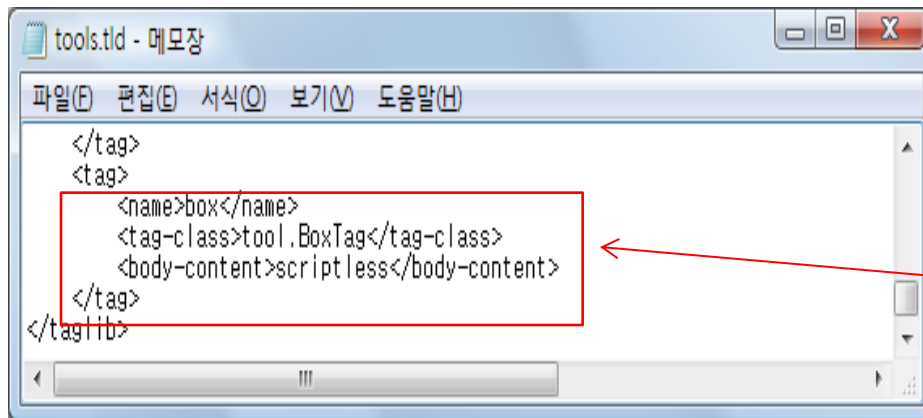 tools.tld - 메모장
파일(F) 편집(E) 서식(O) 보기(V) 도움말(H)
</tag>
<tag>
<name>box</name>
<tag-class>tool.BoxTag</tag-class>
<body-content>scriptless</body-content>
</tag>
</taglib>